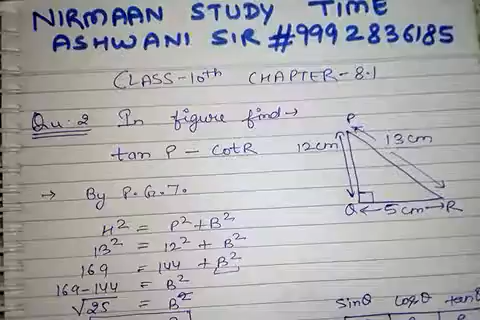 NIRMAAN STUDY TIME
ASHWANI SIR #9992836185
CLASS-10th CHAPTER-8.1
Qu:2 In figure find→
tan P - Cot R
P
12cm
13cm
Q
←5cm→R
→ By P.G.T.
H² = P²+B²
13² = 12² + B²
169 = 144 + B²
169-144 = B²
√25 = B²
sinθ cosθ tanθ